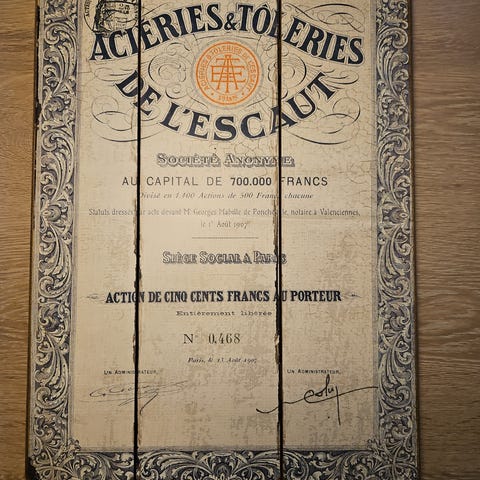 ACIÉRIES & TÔLERIES
DE L'ESCAUT
SOCIÉTÉ ANONYME
AU CAPITAL DE 700.000 FRANCS
Divisé en 1.400 Actions de 500 Francs chacune
Statuts dressés par acte devant Mᵉ Georges Mabille de Poncheville, notaire à Valenciennes,
le 1ᵉʳ Août 1907
SIÈGE SOCIAL A PARIS
ACTION DE CINQ CENTS FRANCS AU PORTEUR
Entièrement libérée
Nº 0.468
Paris, le 13 Août 1907
UN ADMINISTRATEUR, UN ADMINISTRATEUR,